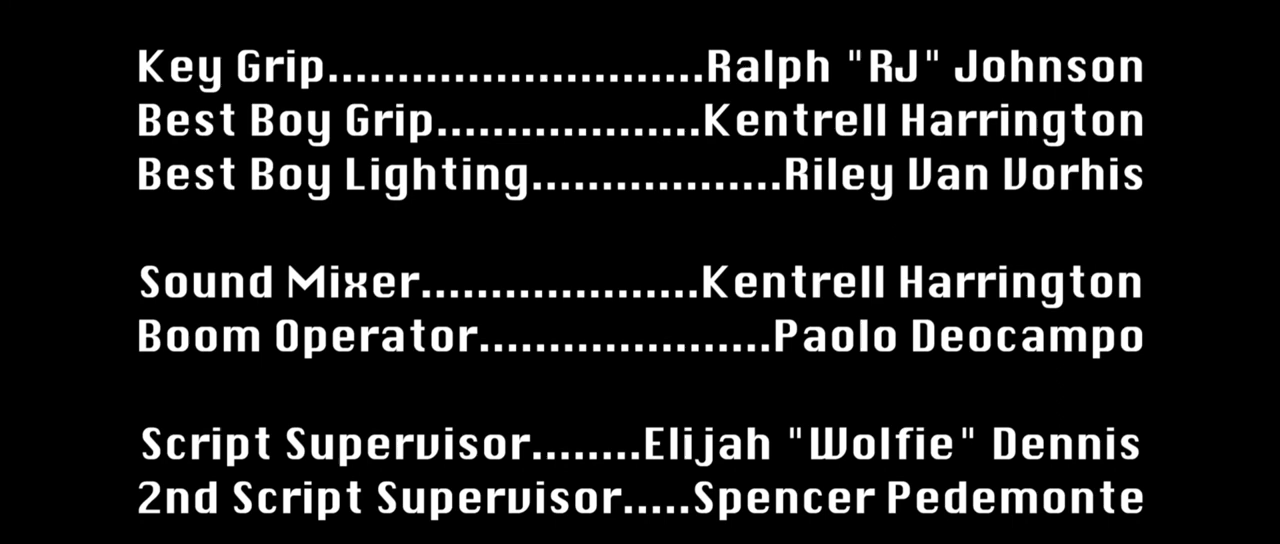 Key Grip...........................Ralph "RJ" Johnson
Best Boy Grip...................Kentrell Harrington
Best Boy Lighting..................Riley Van Vorhis
Sound Mixer....................Kentrell Harrington
Boom Operator.....................Paolo Deocampo
Script Supervisor........Elijah "Wolfie" Dennis
2nd Script Supervisor.....Spencer Pedemonte